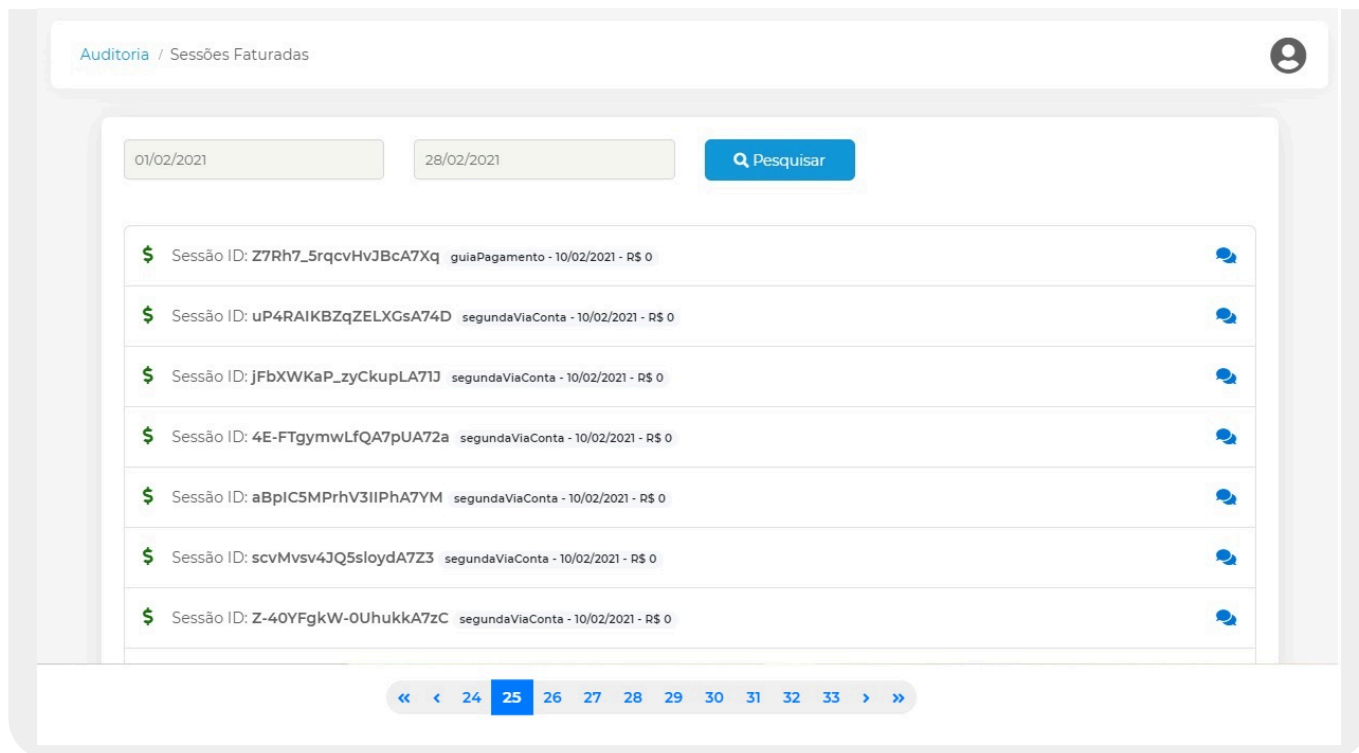 Auditoria / Sessões Faturadas
01/02/2021 28/02/2021 Pesquisar
$ Sessão ID: Z7Rh7_5rqcvHvJBcA7Xq guiaPagamento - 10/02/2021 - R$ 0
$ Sessão ID: uP4RAIKBZqZELXGsA74D segundaViaConta - 10/02/2021 - R$ 0
$ Sessão ID: jFbXWKaP_zyCkupLA71J segundaViaConta - 10/02/2021 - R$ 0
$ Sessão ID: 4E-FTgymwLfQA7pUA72a segundaViaConta - 10/02/2021 - R$ 0
$ Sessão ID: aBpIC5MPrhV3IIPhA7YM segundaViaConta - 10/02/2021 - R$ 0
$ Sessão ID: scvMvsv4JQ5sloydA7Z3 segundaViaConta - 10/02/2021 - R$ 0
$ Sessão ID: Z-40YFgkW-0UhukkA7zC segundaViaConta - 10/02/2021 - R$ 0
« ‹ 24 25 26 27 28 29 30 31 32 33 › »